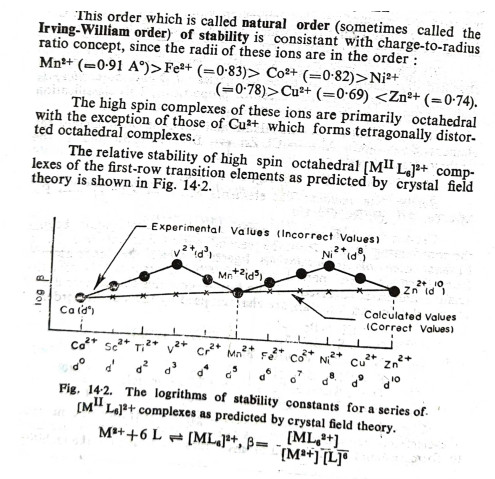 This order which is called natural order (sometimes called the
Irving-William order) of stability is consistent with charge-to-radius
ratio concept, since the radii of these ions are in the order :
Mn²⁺ (=0·91 A°)>Fe²⁺ (=0·83)> Co²⁺ (=0·82)>Ni²⁺
(=0·78)>Cu²⁺ (=0·69) <Zn²⁺ (=0·74).
The high spin complexes of these ions are primarily octahedral
with the exception of those of Cu²⁺ which forms tetragonally distor-
ted octahedral complexes.
The relative stability of high spin octahedral [Mᴵᴵ L₆]²⁺ comp-
lexes of the first-row transition elements as predicted by crystal field
theory is shown in Fig. 14·2.
Experimental Values (Incorrect Values)
V²⁺(d³)
Ni²⁺(d⁸)
Mn⁺²(d⁵)
Zn²⁺(d¹⁰)
log β
Ca (d⁰)
Calculated Values
(Correct Values)
Ca²⁺ Sc²⁺ Ti²⁺ V²⁺ Cr²⁺ Mn²⁺ Fe²⁺ Co²⁺ Ni²⁺ Cu²⁺ Zn²⁺
d⁰ d¹ d² d³ d⁴ d⁵ d⁶ d⁷ d⁸ d⁹ d¹⁰
Fig. 14·2. The logrithms of stability constants for a series of
[Mᴵᴵ L₆]²⁺ complexes as predicted by crystal field theory.
M²⁺+6 L ⇌ [ML₆]²⁺, β= [ML₆²⁺]
[M²⁺] [L]⁶